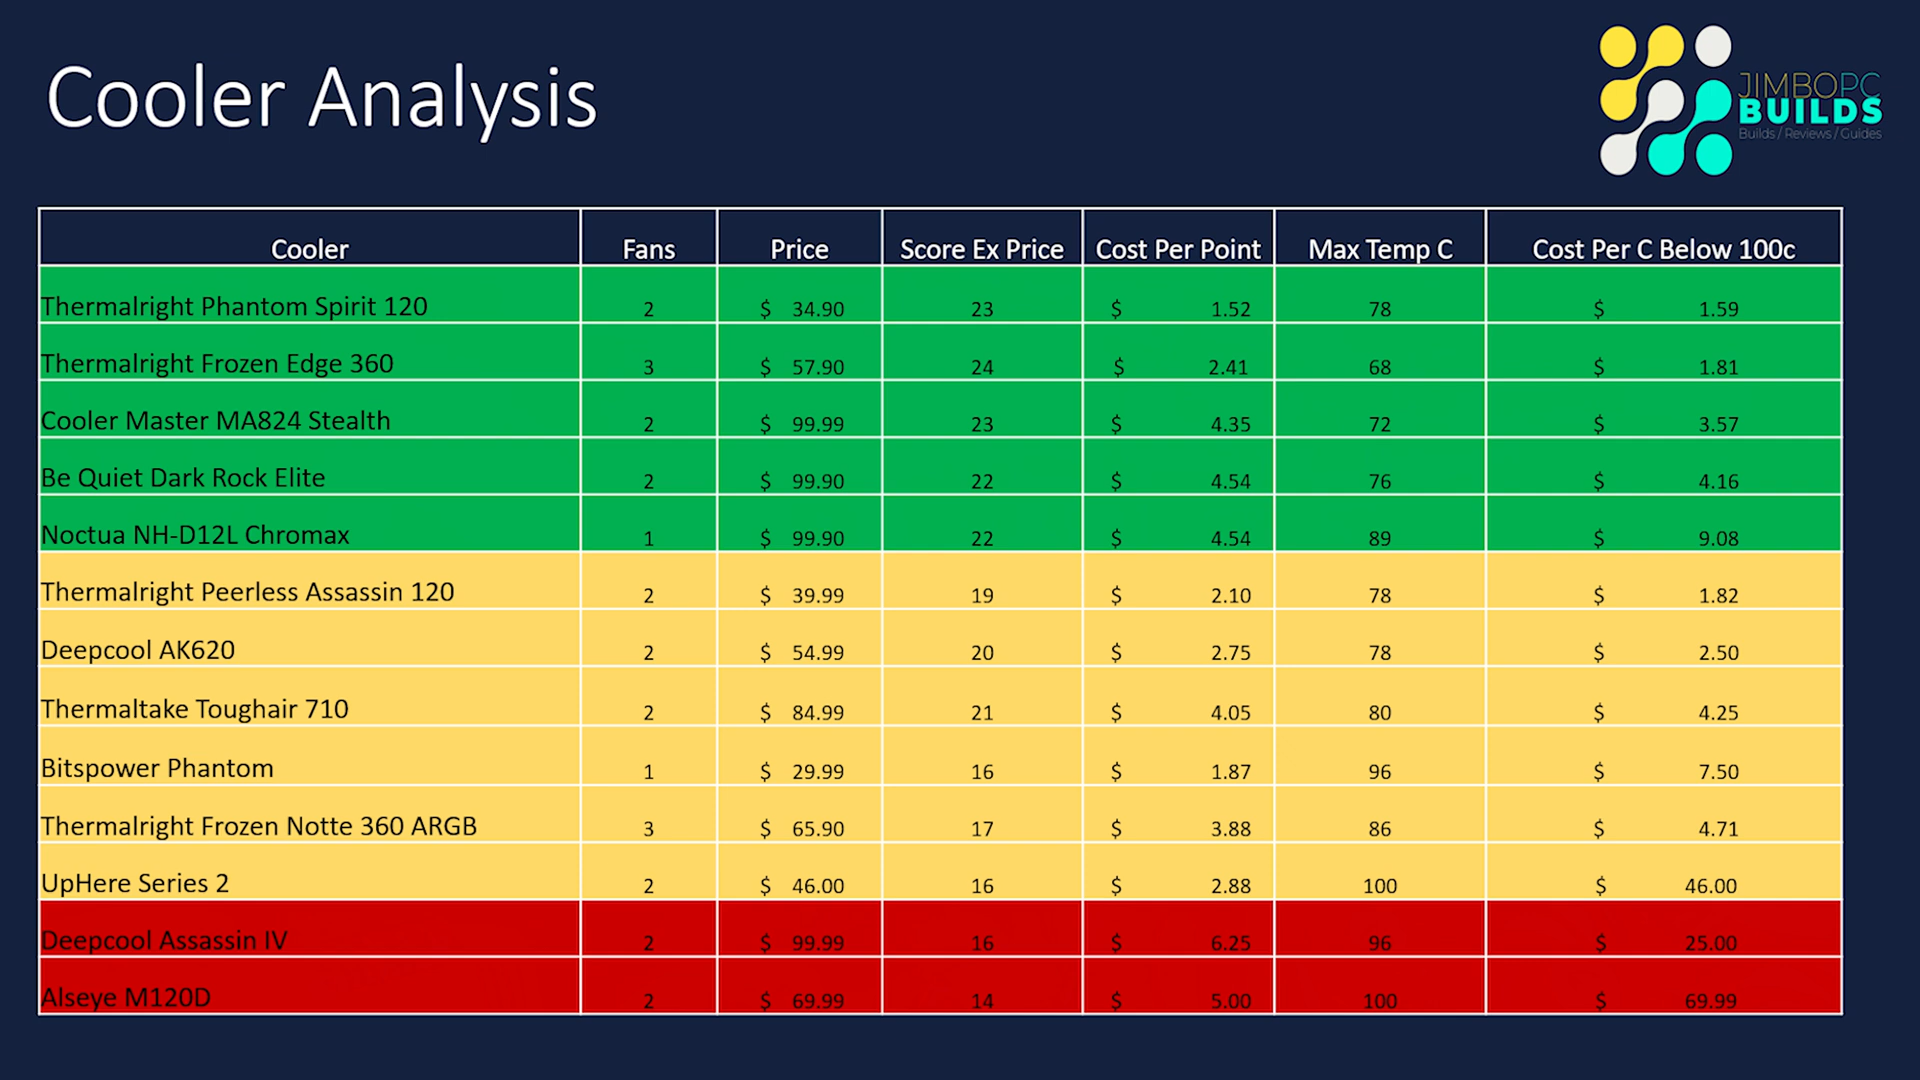 Cooler Analysis
JIMBOPC
BUILDS
Builds / Reviews / Guides
Cooler Fans Price Score Ex Price Cost Per Point Max Temp C Cost Per C Below 100c
Thermalright Phantom Spirit 120 2 $ 34.90 23 $ 1.52 78 $ 1.59
Thermalright Frozen Edge 360 3 $ 57.90 24 $ 2.41 68 $ 1.81
Cooler Master MA824 Stealth 2 $ 99.99 23 $ 4.35 72 $ 3.57
Be Quiet Dark Rock Elite 2 $ 99.90 22 $ 4.54 76 $ 4.16
Noctua NH-D12L Chromax 1 $ 99.90 22 $ 4.54 89 $ 9.08
Thermalright Peerless Assassin 120 2 $ 39.99 19 $ 2.10 78 $ 1.82
Deepcool AK620 2 $ 54.99 20 $ 2.75 78 $ 2.50
Thermaltake Toughair 710 2 $ 84.99 21 $ 4.05 80 $ 4.25
Bitspower Phantom 1 $ 29.99 16 $ 1.87 96 $ 7.50
Thermalright Frozen Notte 360 ARGB 3 $ 65.90 17 $ 3.88 86 $ 4.71
UpHere Series 2 2 $ 46.00 16 $ 2.88 100 $ 46.00
Deepcool Assassin IV 2 $ 99.99 16 $ 6.25 96 $ 25.00
Alseye M120D 2 $ 69.99 14 $ 5.00 100 $ 69.99